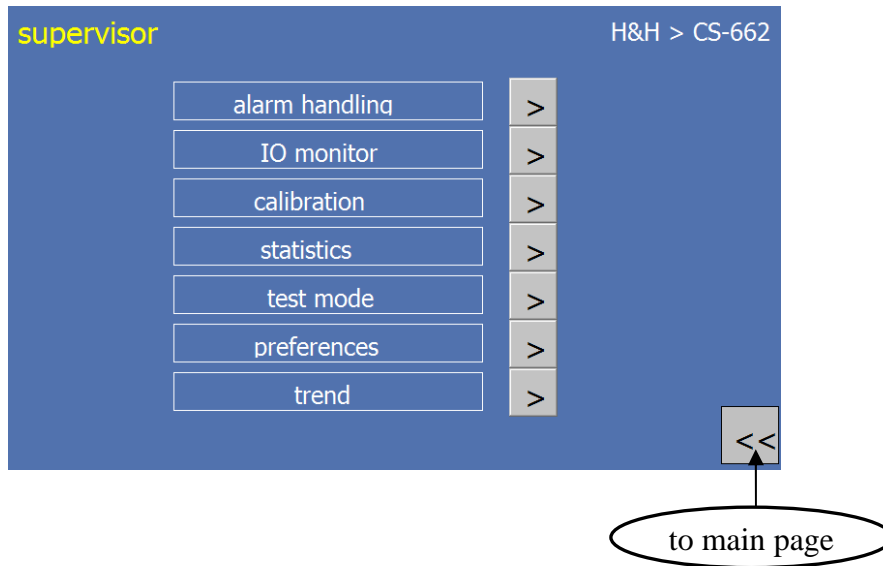 supervisor H&H > CS-662
alarm handling >
IO monitor >
calibration >
statistics >
test mode >
preferences >
trend >
<<
to main page